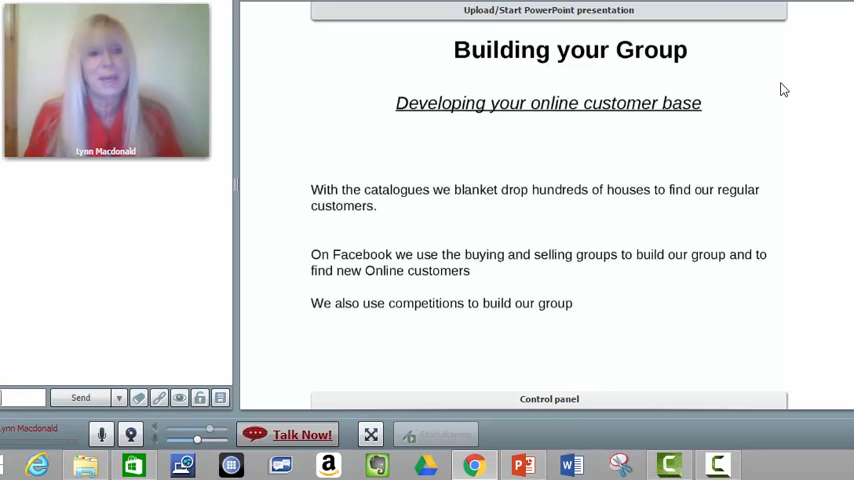 Upload/Start PowerPoint presentation
Building your Group
Developing your online customer base
Lynn Macdonald
With the catalogues we blanket drop hundreds of houses to find our regular
customers.
On Facebook we use the buying and selling groups to build our group and to
find new Online customers
We also use competitions to build our group
Send
Control panel
Lynn Macdonald
Talk Now!